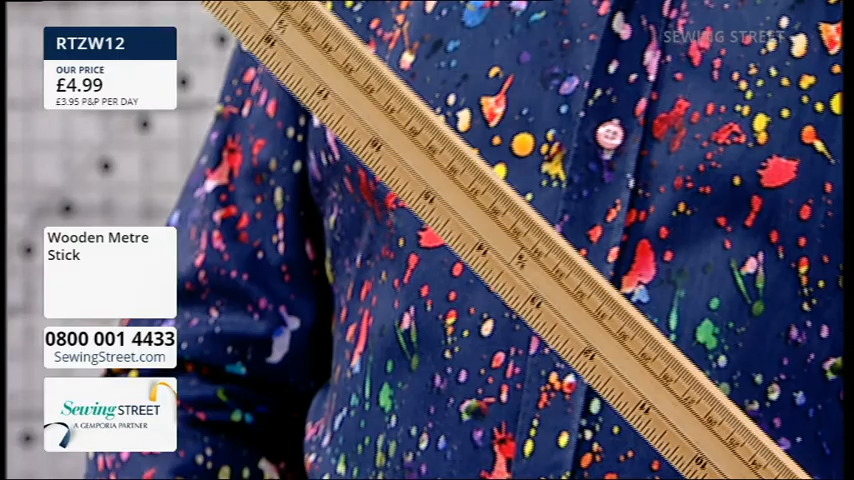 RTZW12
OUR PRICE
£4.99
£3.95 P&P PER DAY
Wooden Metre
Stick
0800 001 4433
SewingStreet.com
Sewing STREET
A GEMPORIA PARTNER
SEWING STREET